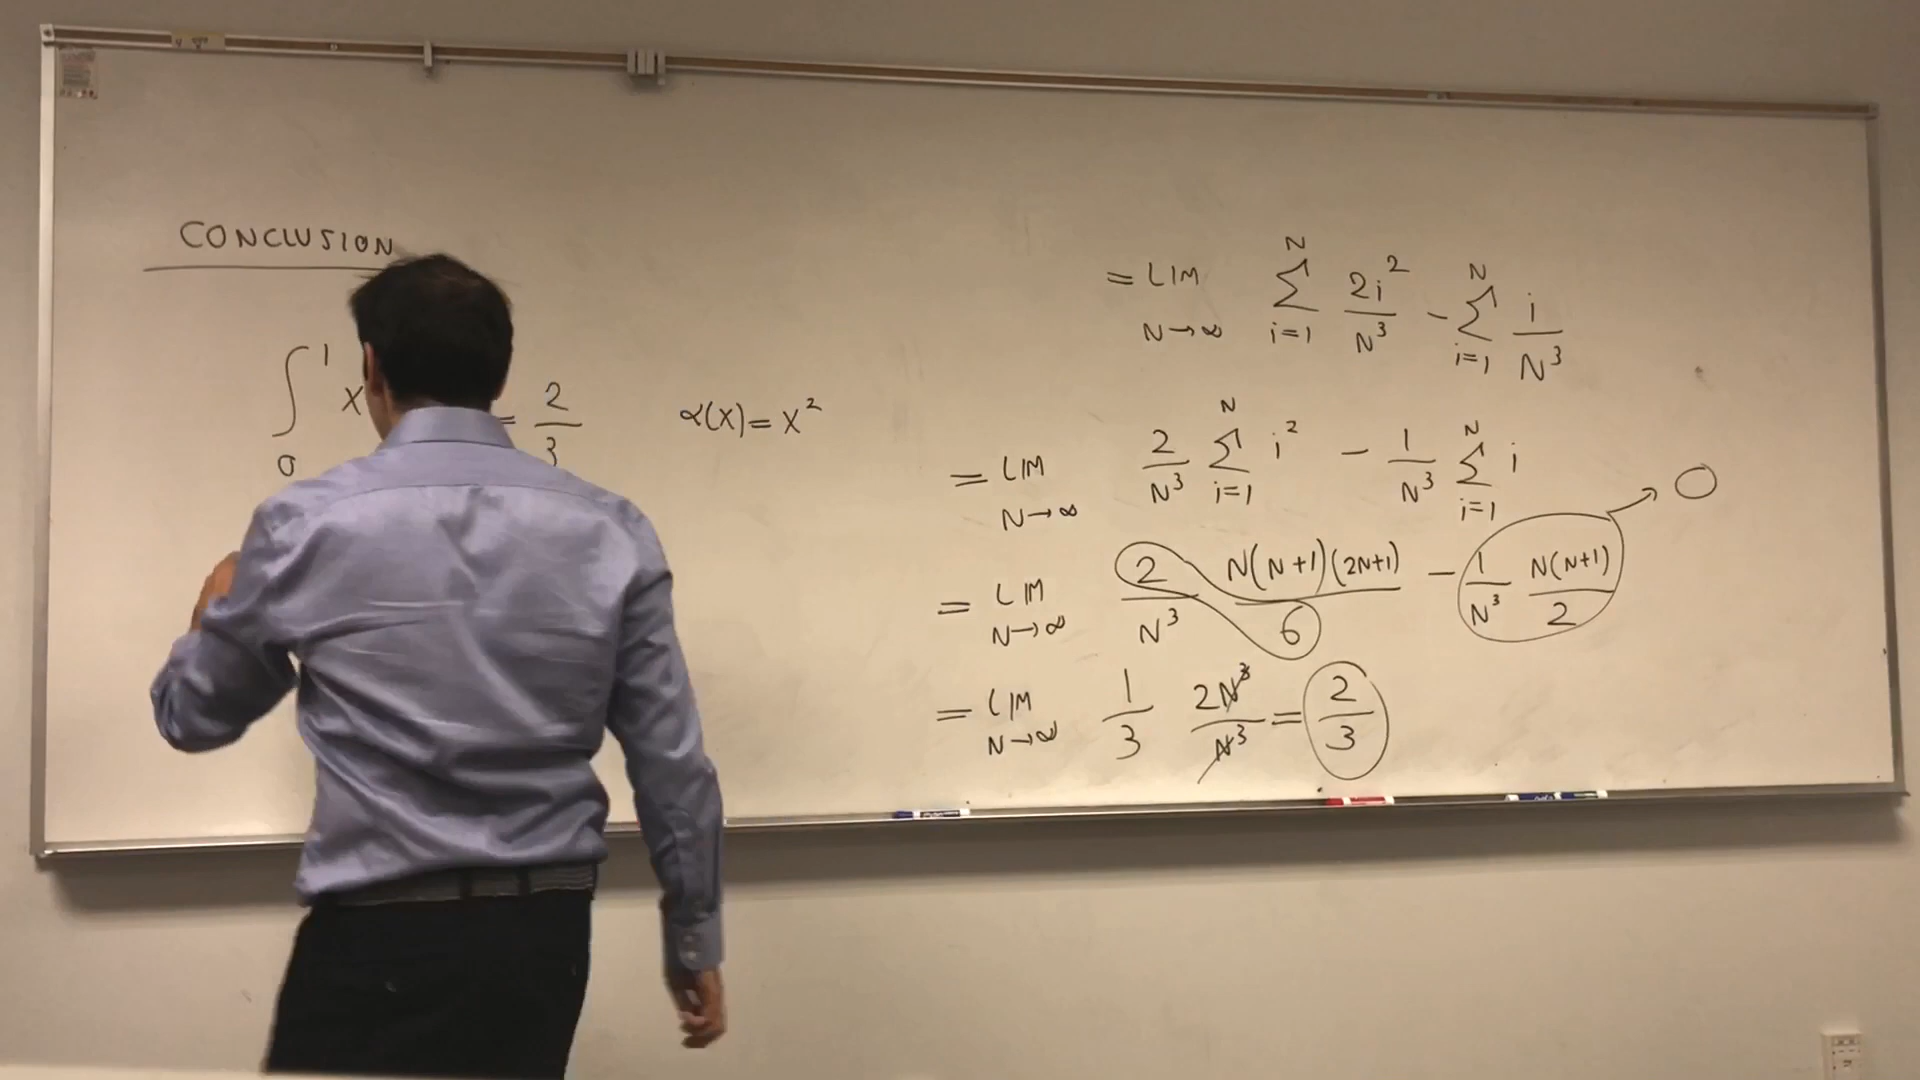 CONCLUSION
∫₀¹ x = 2/3
α(x) = x²
= LIM N→∞ ∑ᵢ₌₁ᴺ 2i²/N³ - ∑ᵢ₌₁ᴺ i/N³
= LIM N→∞ 2/N³ ∑ᵢ₌₁ᴺ i² - 1/N³ ∑ᵢ₌₁ᴺ i
= LIM N→∞ 2/N³ N(N+1)(2N+1)/6 - 1/N³ N(N+1)/2 → 0
= LIM N→∞ 1/3 2N³/N³ = 2/3